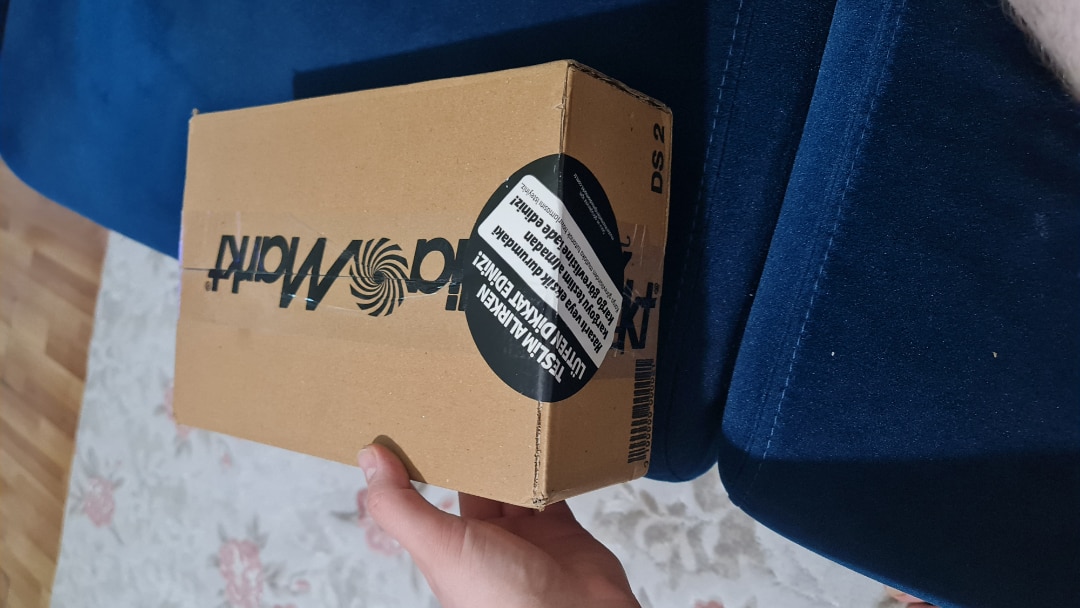 MediaMarkt
DS 2
TESLİM ALIRKEN
LÜTFEN DİKKAT EDİNİZ!
Hasarlı veya eksik durumdaki
kargoyu teslim almadan
kargo görevlisine iade ediniz!